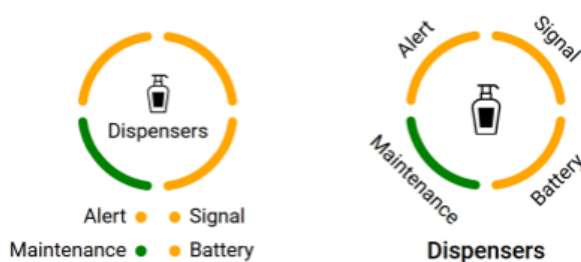 Dispensers
Alert Signal
Maintenance Battery
Alert
Signal
Maintenance
Battery
Dispensers